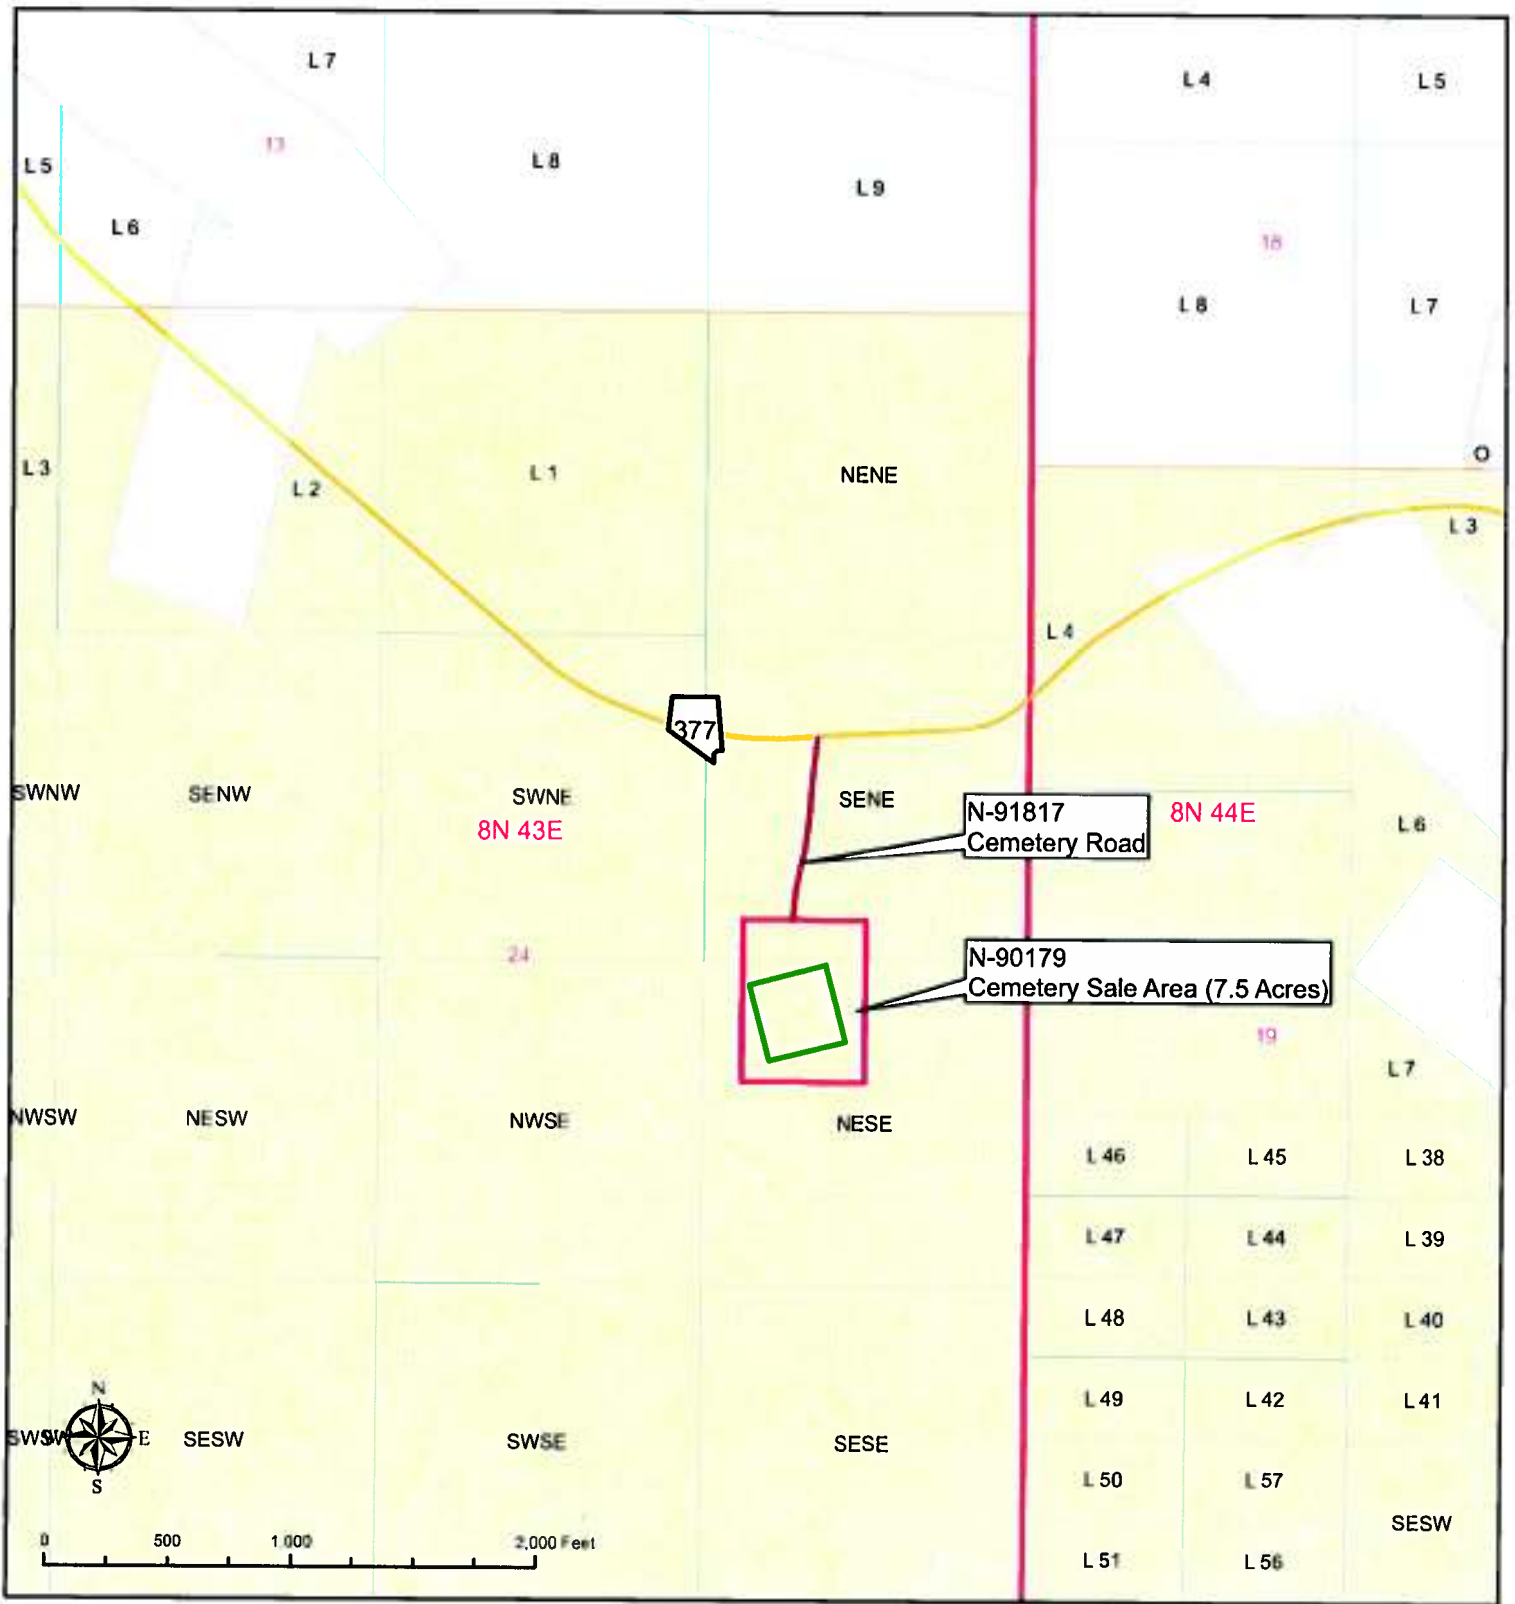 L 7
L 4
L 5
13
L 5
L 8
L 9
L 6
18
L 8
L 7
O
L 3
L 2
L 1
NENE
L 3
L 4
377
SWNW
SENW
SWNE
SENE
8N 43E
N-91817
Cemetery Road
8N 44E
L 6
24
N-90179
Cemetery Sale Area (7.5 Acres)
19
L 7
NWSW
NESW
NWSE
NESE
L 46
L 45
L 38
L 47
L 44
L 39
L 48
L 43
L 40
L 49
L 42
L 41
N
E
S
SESW
SWSE
SESE
L 50
L 57
SESW
0
500
1,000
2,000 Feet
L 51
L 56